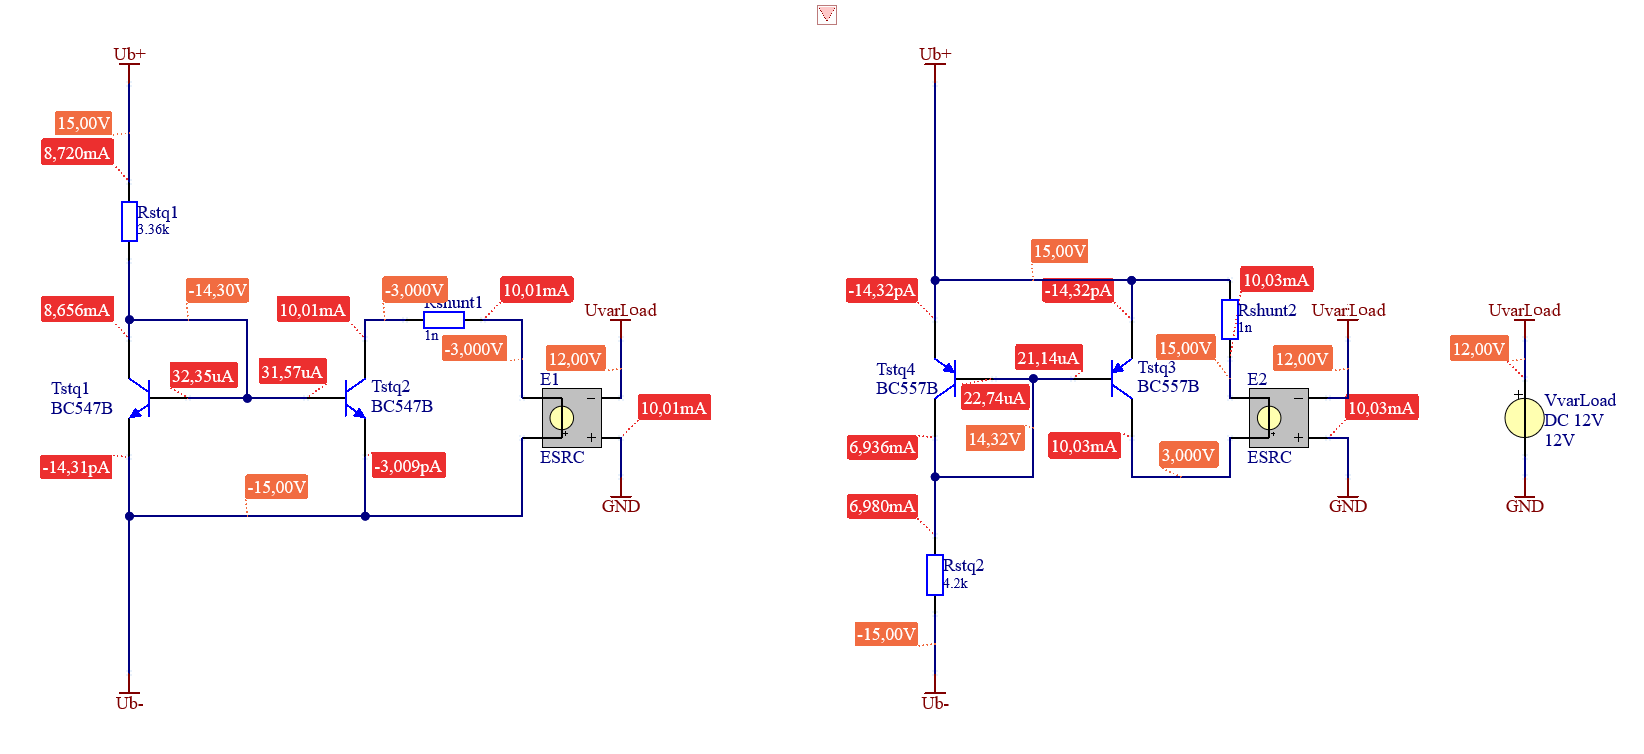 Ub+
15,00V
8,720mA
Rstq1
3.36k
8,656mA
-14,30V
10,01mA
-3,000V
Rshunt1
1n
10,01mA
-3,000V
UvarLoad
12,00V
Tstq1
BC547B
32,35uA
31,57uA
Tstq2
BC547B
E1
−
+
+
ESRC
10,01mA
-14,31pA
-3,009pA
-15,00V
GND
Ub-
Ub+
15,00V
-14,32pA
-14,32pA
10,03mA
Rshunt2
1n
UvarLoad
15,00V
12,00V
Tstq4
BC557B
21,14uA
22,74uA
Tstq3
BC557B
E2
−
+
+
ESRC
10,03mA
14,32V
6,936mA
10,03mA
3,000V
6,980mA
GND
Rstq2
4.2k
-15,00V
Ub-
UvarLoad
12,00V
+
VvarLoad
DC 12V
12V
GND